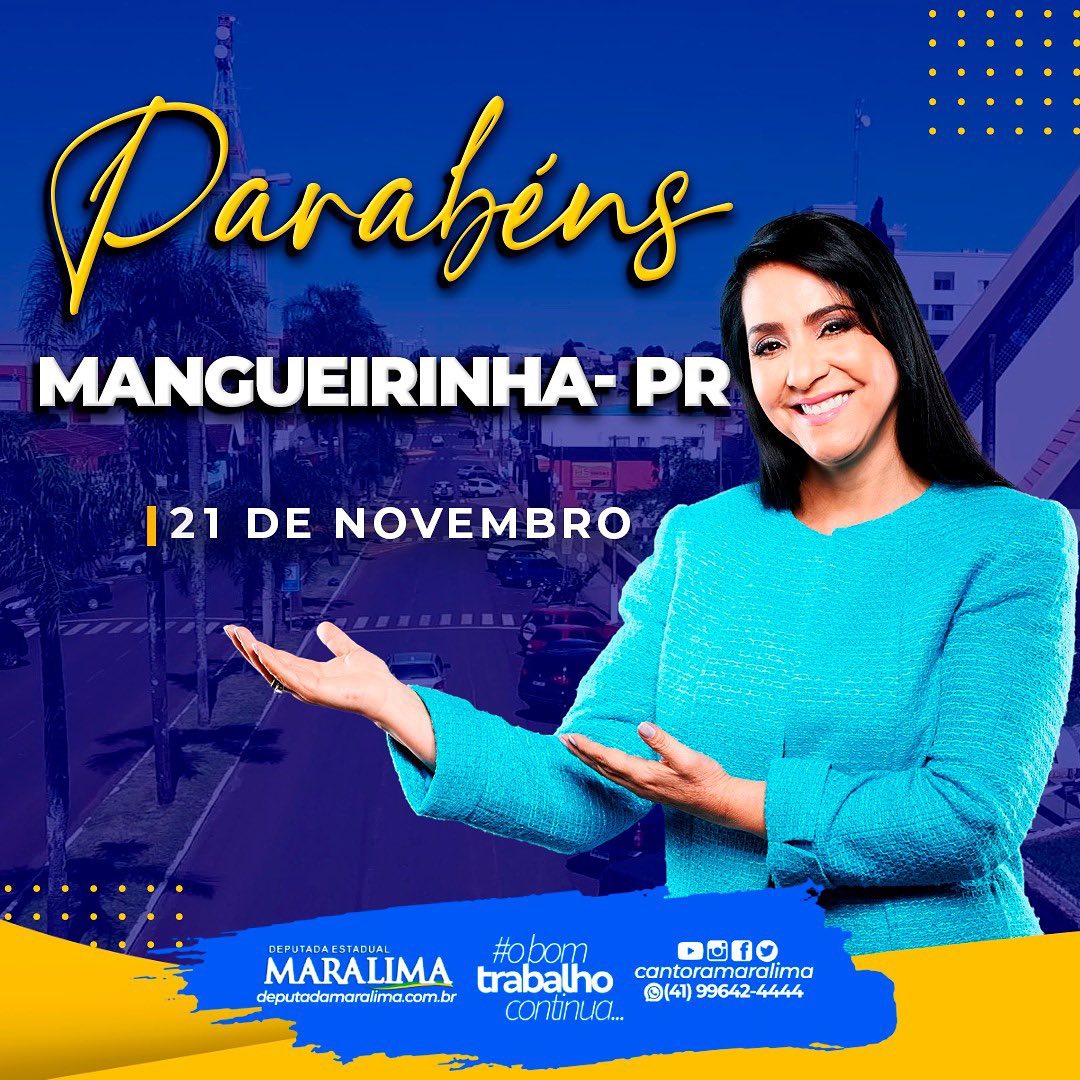 Parabéns
MANGUEIRINHA- PR
21 DE NOVEMBRO
DEPUTADA ESTADUAL
MARALIMA
deputadamaralima.com.br
#o bom
trabalho
continua...
cantoramaralima
(41) 99642-4444